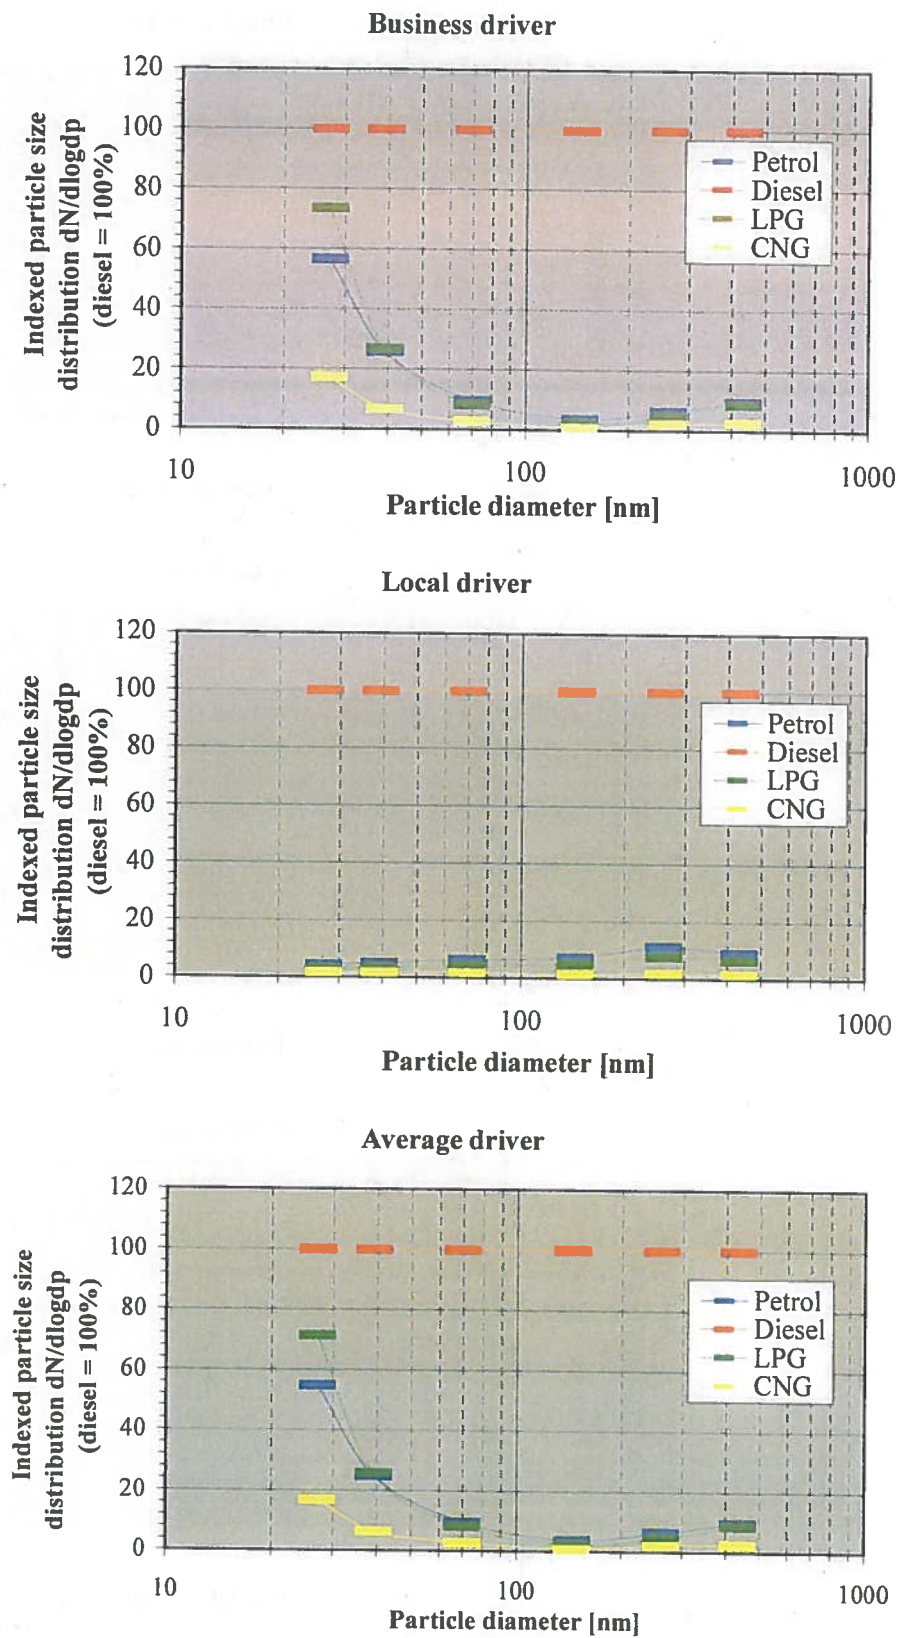 Business driver
Indexed particle size
distribution dN/dlogdp
(diesel = 100%)
120
100
80
60
40
20
0
Petrol
Diesel
LPG
CNG
10
100
1000
Particle diameter [nm]
Local driver
Indexed particle size
distribution dN/dlogdp
(diesel = 100%)
120
100
80
60
40
20
0
Petrol
Diesel
LPG
CNG
10
100
1000
Particle diameter [nm]
Average driver
Indexed particle size
distribution dN/dlogdp
(diesel = 100%)
120
100
80
60
40
20
0
Petrol
Diesel
LPG
CNG
10
100
1000
Particle diameter [nm]